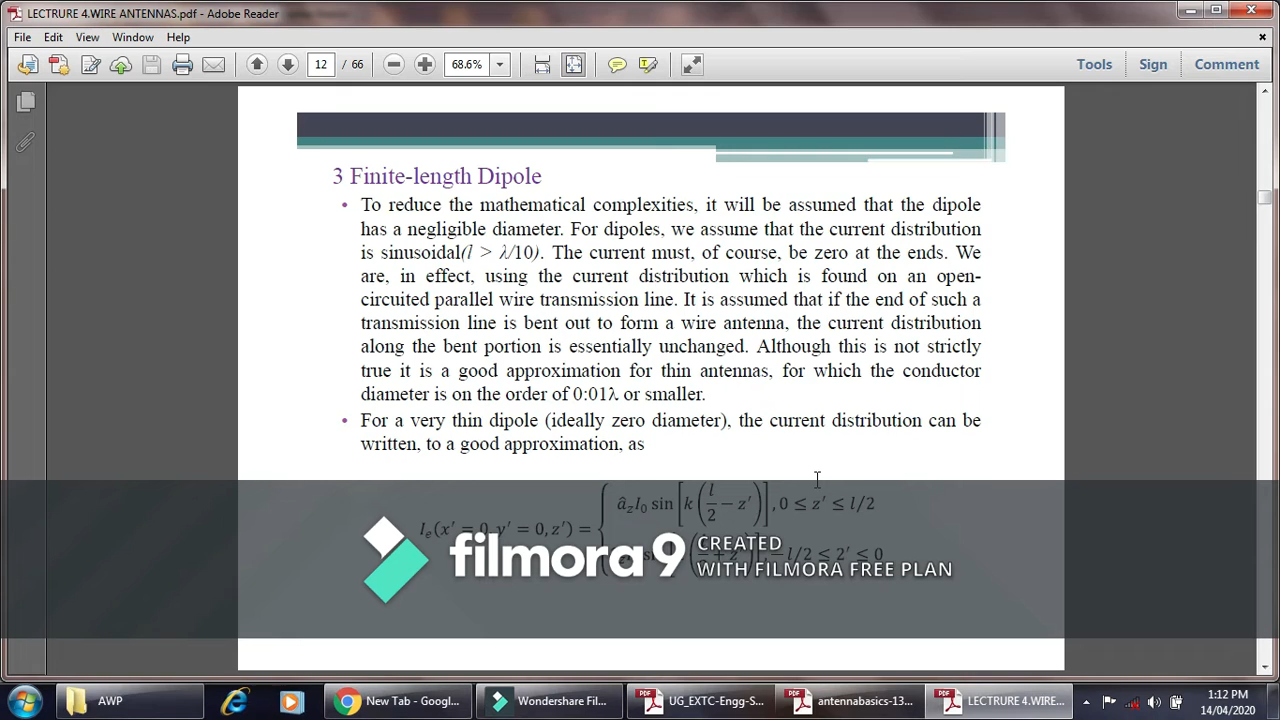 LECTRURE 4.WIRE ANTENNAS.pdf - Adobe Reader
File Edit View Window Help
12 / 66 68.6% Tools Sign Comment
3 Finite-length Dipole
• To reduce the mathematical complexities, it will be assumed that the dipole
has a negligible diameter. For dipoles, we assume that the current distribution
is sinusoidal(l > λ/10). The current must, of course, be zero at the ends. We
are, in effect, using the current distribution which is found on an open-
circuited parallel wire transmission line. It is assumed that if the end of such a
transmission line is bent out to form a wire antenna, the current distribution
along the bent portion is essentially unchanged. Although this is not strictly
true it is a good approximation for thin antennas, for which the conductor
diameter is on the order of 0:01λ or smaller.
• For a very thin dipole (ideally zero diameter), the current distribution can be
written, to a good approximation, as
â_z I_0 sin [k (l/2 − z′)], 0 ≤ z′ ≤ l/2
I_e(x′ = 0, y′ = 0, z′) =
− l/2 ≤ 2′ ≤ 0
filmora 9 CREATED
WITH FILMORA FREE PLAN
AWP New Tab - Googl... Wondershare Fil... UG_EXTC-Engg-S... antennabasics-13... LECTRURE 4.WIRE... 1:12 PM
14/04/2020